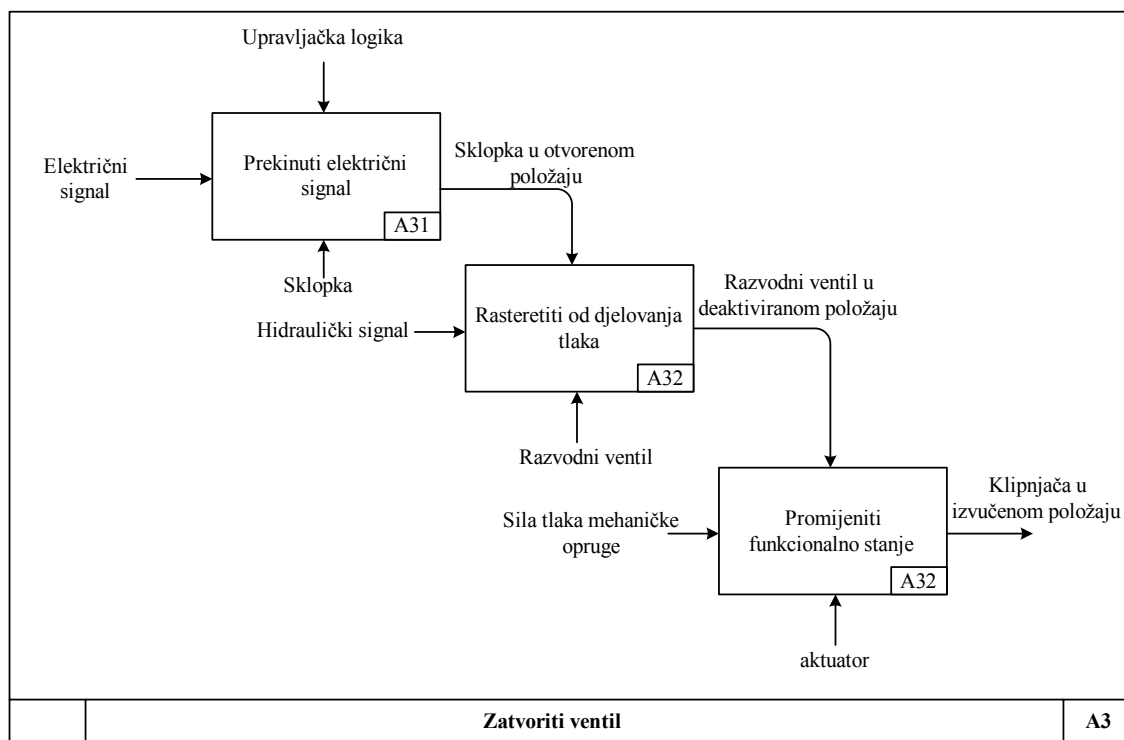 Upravljačka logika
Električni
signal
Prekinuti električni
signal
A31
Sklopka u otvorenom
položaju
Sklopka
Hidraulički signal
Rasteretiti od djelovanja
tlaka
A32
Razvodni ventil u
deaktiviranom položaju
Razvodni ventil
Sila tlaka mehaničke
opruge
Promijeniti
funkcionalno stanje
A32
Klipnjača u
izvučenom položaju
aktuator
Zatvoriti ventil
A3